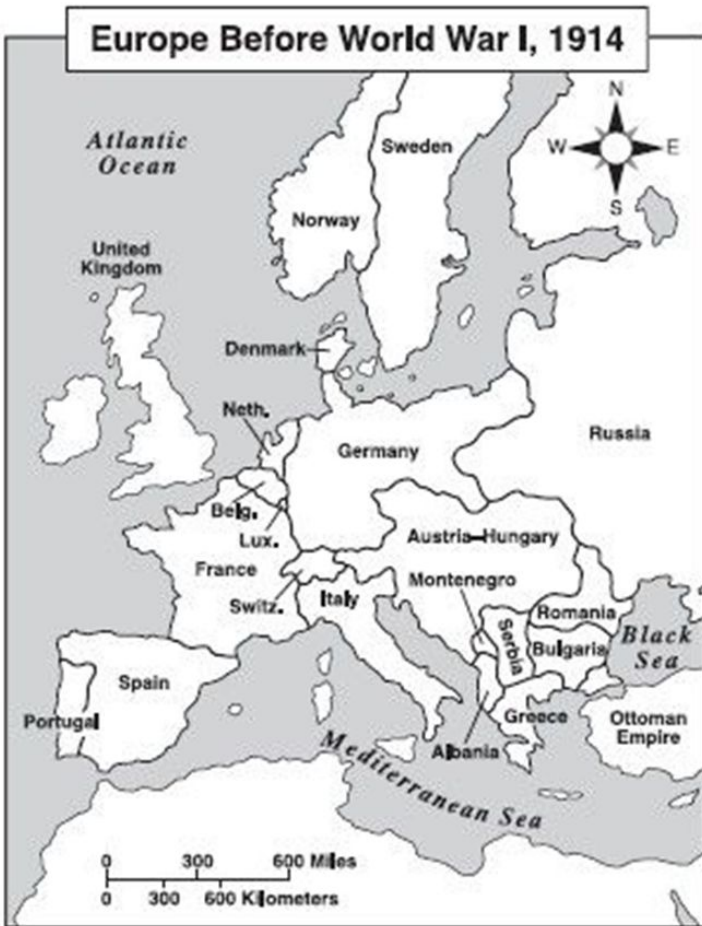 Europe Before World War I, 1914
N
W E
S
Atlantic
Ocean
Sweden
Norway
United
Kingdom
Denmark
Neth.
Germany
Russia
Belg.
Lux.
Austria-Hungary
France
Montenegro
Switz.
Italy
Romania
Serbia
Bulgaria
Black
Sea
Spain
Portugal
Greece
Ottoman
Empire
Albania
Mediterranean Sea
0 300 600 Miles
0 300 600 Kilometers